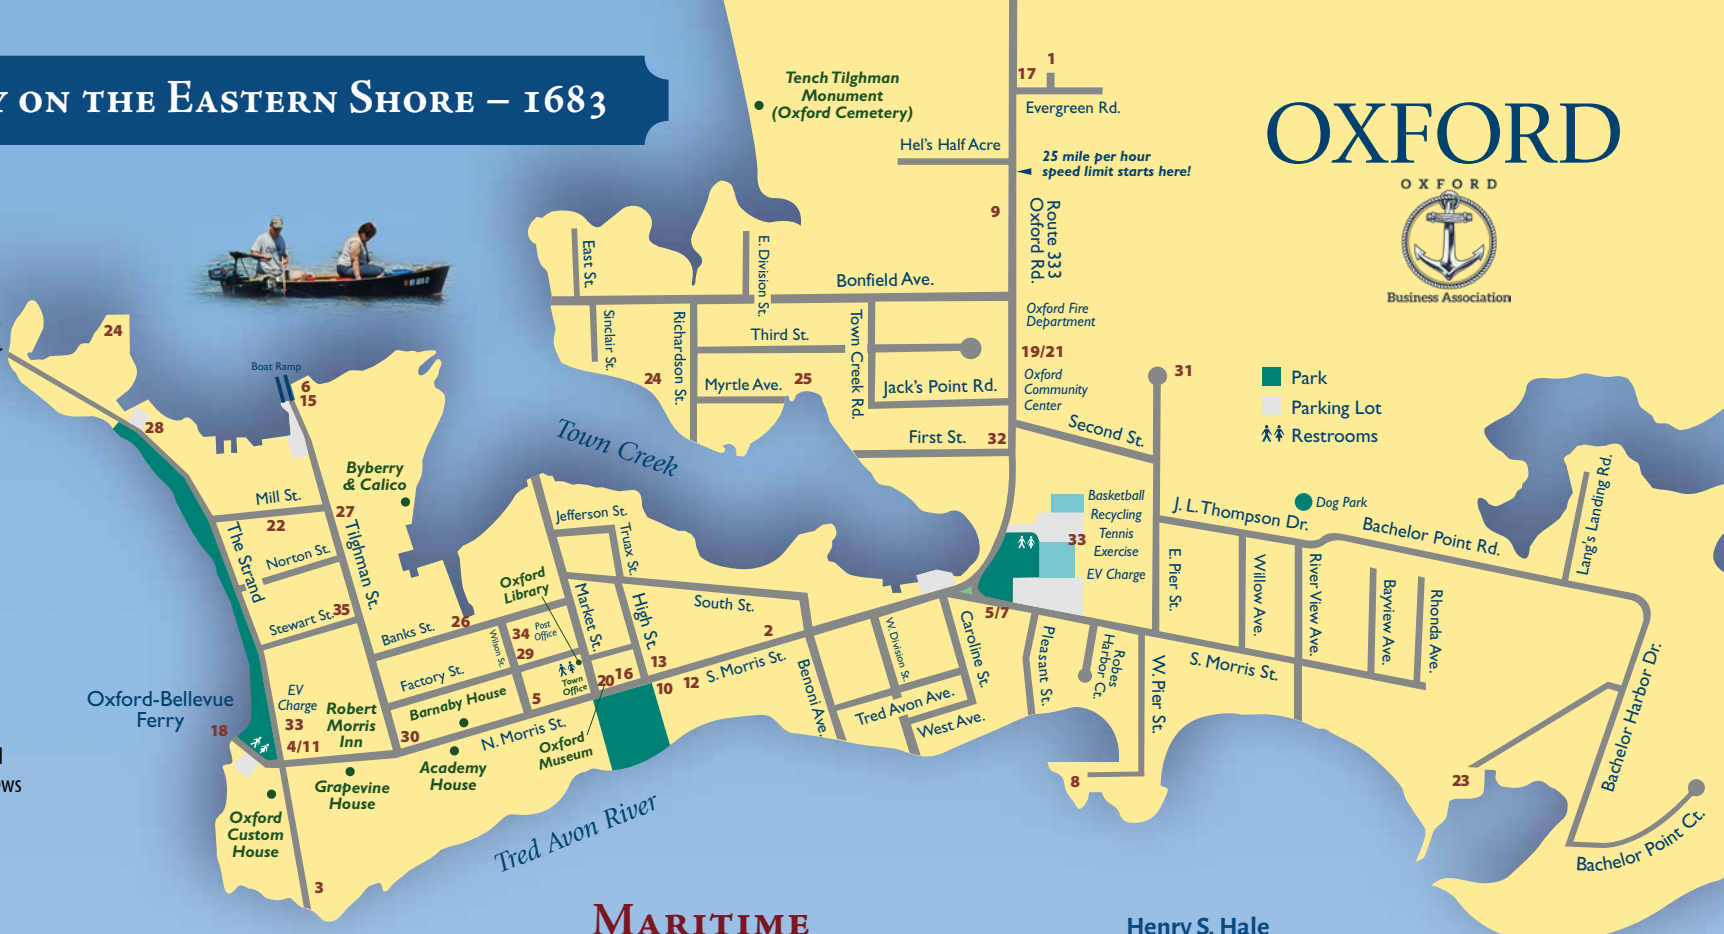 Y ON THE EASTERN SHORE – 1683
Tench Tilghman
Monument
(Oxford Cemetery)
17
1
Evergreen Rd.
Hel's Half Acre
25 mile per hour
speed limit starts here!
OXFORD
OXFORD
Business Association
9
Route 333
Oxford Rd.
East St.
E. Division St.
Bonfield Ave.
Sinclair St.
Richardson St.
Third St.
Town Creek Rd.
Oxford Fire
Department
19/21
Oxford
Community
Center
24
Myrtle Ave.
25
Jack's Point Rd.
31
Park
Parking Lot
Restrooms
First St.
32
Second St.
Town Creek
24
Boat Ramp
6
15
28
Byberry
& Calico
Mill St.
22
27
The Strand
Norton St.
Tilghman St.
Stewart St.
35
Banks St.
26
Jefferson St.
Truax St.
Oxford
Library
Market St.
High St.
South St.
Wilson St.
34
Post
Office
29
Town
Office
Factory St.
Barnaby House
5
20
16
13
10
12
2
S. Morris St.
Benoni Ave.
W. Division St.
Caroline St.
Tred Avon Ave.
West Ave.
5/7
Basketball
Recycling
Tennis
Exercise
EV Charge
33
Pleasant St.
Robes
Harbor Ct.
W. Pier St.
E. Pier St.
J. L. Thompson Dr.
Dog Park
Bachelor Point Rd.
Lang's Landing Rd.
Willow Ave.
River View Ave.
Bayview Ave.
Rhonda Ave.
S. Morris St.
8
23
Bachelor Harbor Dr.
Bachelor Point Ct.
Oxford-Bellevue
Ferry
18
EV
Charge
33
4/11
Robert
Morris
Inn
30
N. Morris St.
Oxford
Museum
Academy
House
Grapevine
House
Oxford
Custom
House
3
Tred Avon River
ews
MARITIME
Henry S. Hale